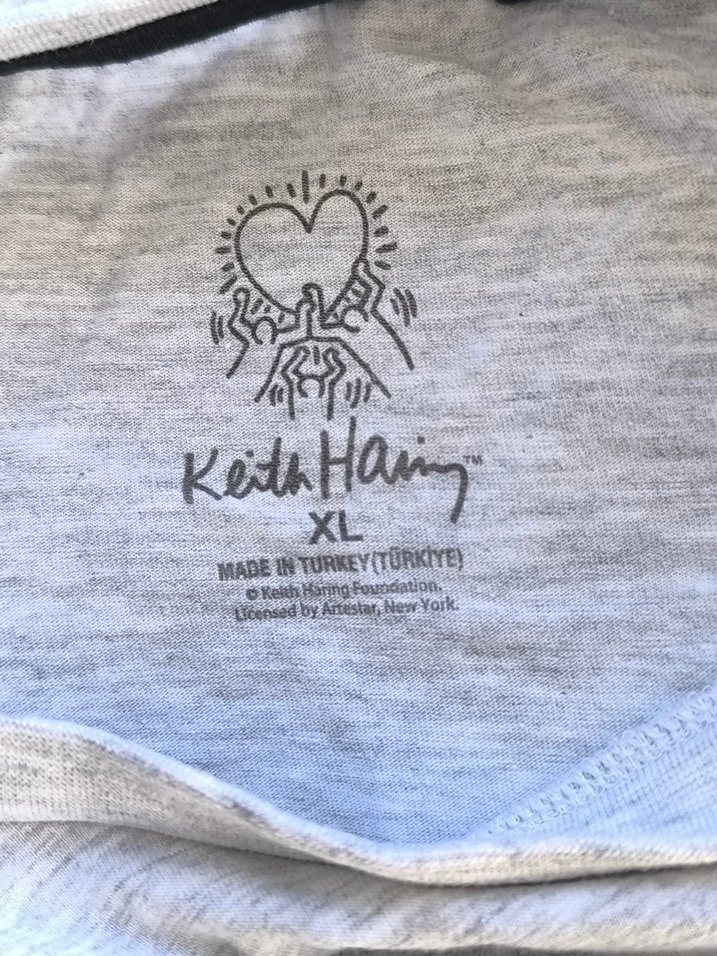 Keith Haring™
XL
MADE IN TURKEY(TÜRKİYE)
© Keith Haring Foundation.
Licensed by Artestar, New York.